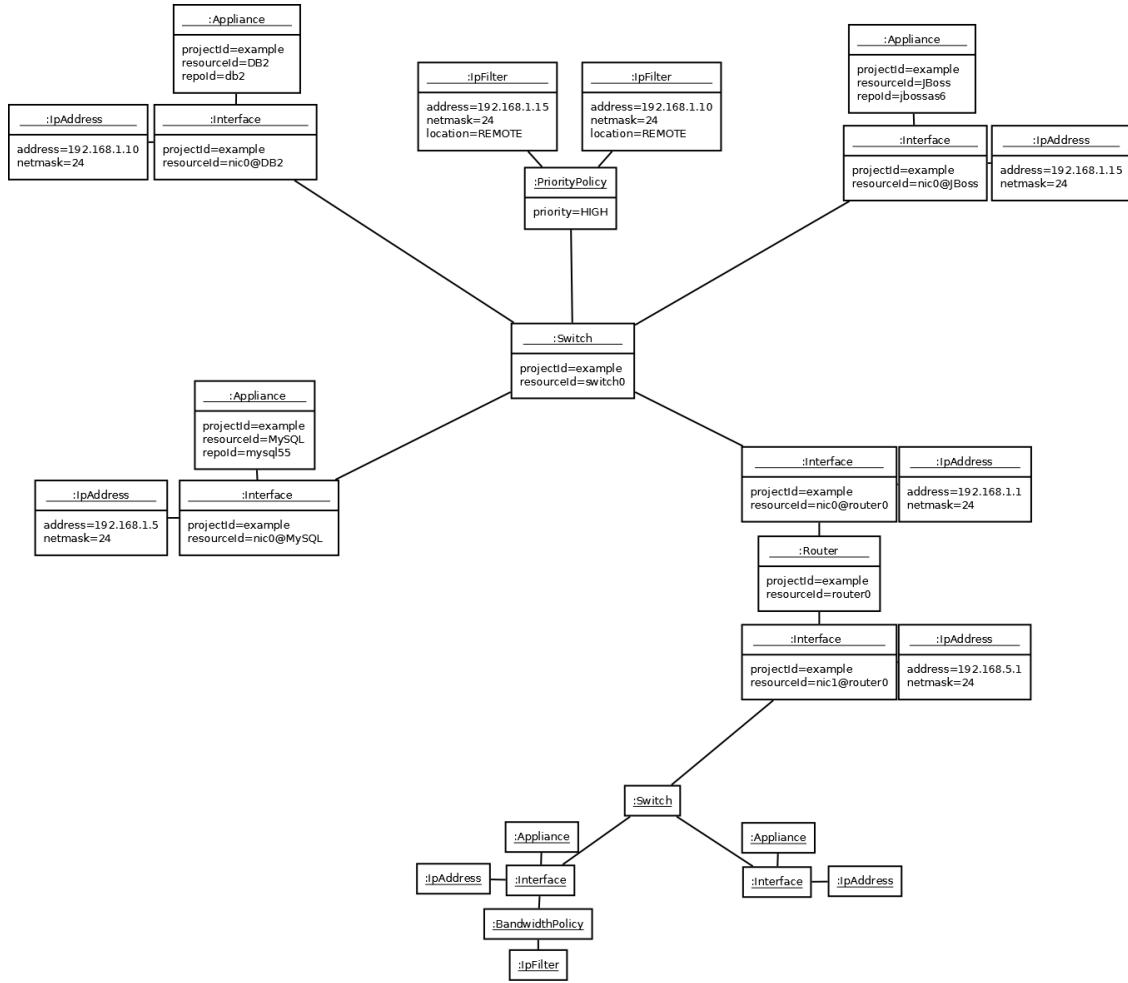 :Appliance
projectId=example
resourceId=DB2
repoId=db2
:IpAddress
address=192.168.1.10
netmask=24
:Interface
projectId=example
resourceId=nic0@DB2
:IpFilter
address=192.168.1.15
netmask=24
location=REMOTE
:IpFilter
address=192.168.1.10
netmask=24
location=REMOTE
:PriorityPolicy
priority=HIGH
:Appliance
projectId=example
resourceId=JBoss
repoId=jbossas6
:Interface
projectId=example
resourceId=nic0@JBoss
:IpAddress
address=192.168.1.15
netmask=24
:Switch
projectId=example
resourceId=switch0
:Appliance
projectId=example
resourceId=MySQL
repoId=mysql55
:IpAddress
address=192.168.1.5
netmask=24
:Interface
projectId=example
resourceId=nic0@MySQL
:Interface
projectId=example
resourceId=nic0@router0
:IpAddress
address=192.168.1.1
netmask=24
:Router
projectId=example
resourceId=router0
:Interface
projectId=example
resourceId=nic1@router0
:IpAddress
address=192.168.5.1
netmask=24
:Switch
:Appliance
:IpAddress
:Interface
:BandwidthPolicy
:IpFilter
:Appliance
:Interface
:IpAddress